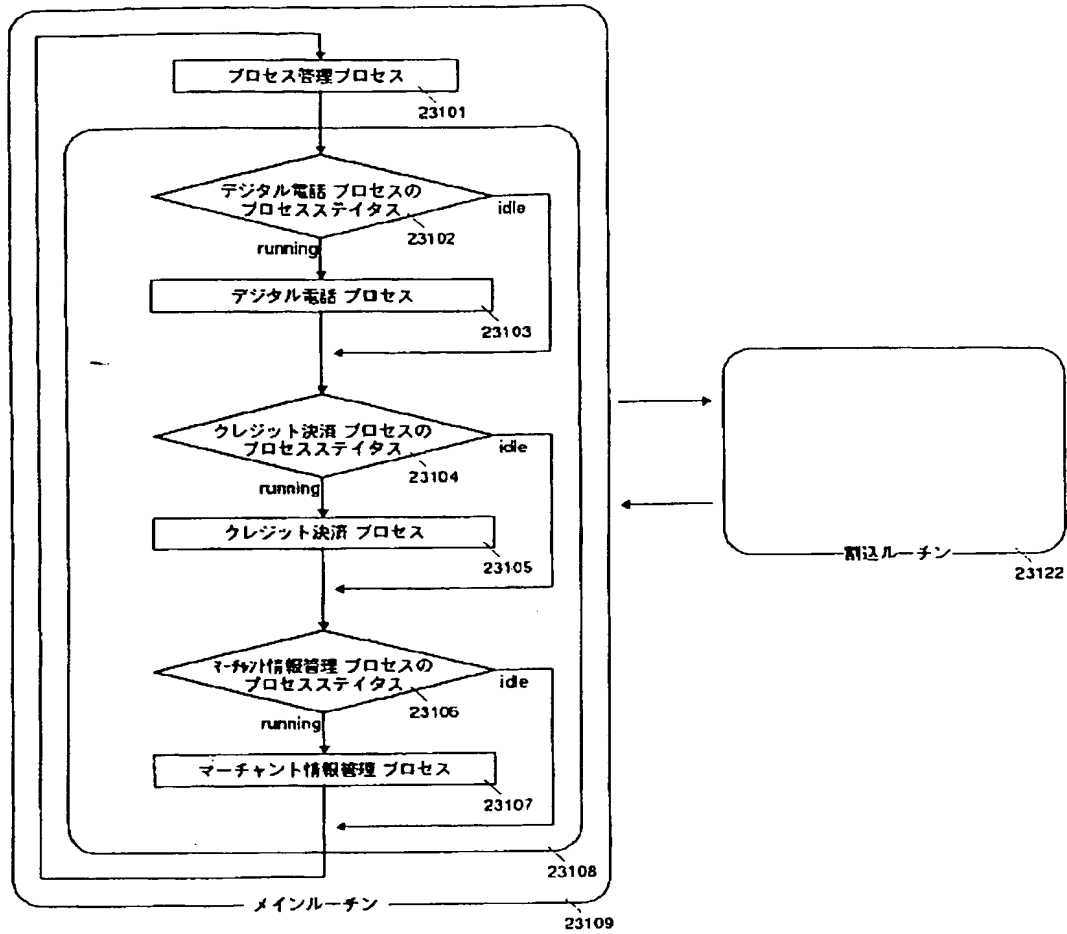 プロセス管理プロセス
23101
デジタル電話 プロセスの
プロセスステイタス
idle
23102
running
デジタル電話 プロセス
23103
クレジット決済 プロセスの
プロセスステイタス
idle
23104
running
クレジット決済 プロセス
23105
マーチャント情報管理 プロセスの
プロセスステイタス
idle
23106
running
マーチャント情報管理 プロセス
23107
23108
メインルーチン
23109
割込ルーチン
23122